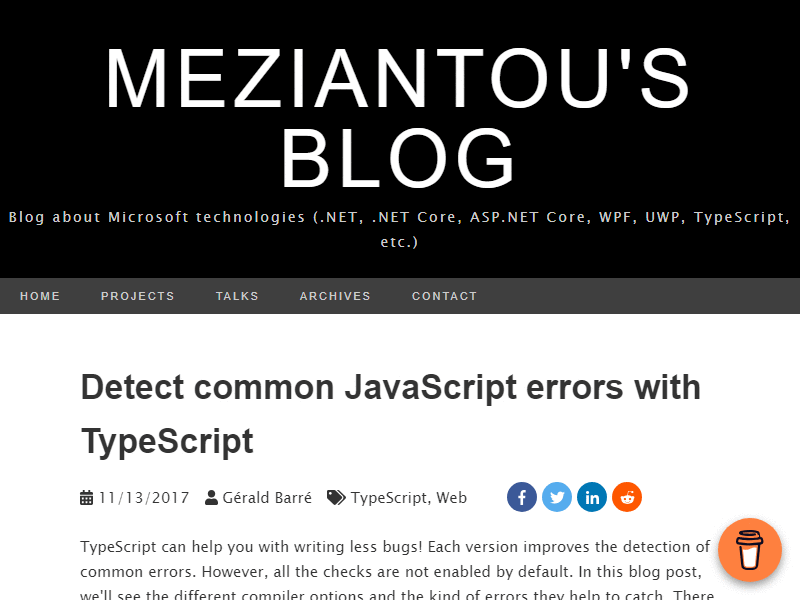 MEZIANTOU'S
BLOG
Blog about Microsoft technologies (.NET, .NET Core, ASP.NET Core, WPF, UWP, TypeScript,
etc.)
HOME PROJECTS TALKS ARCHIVES CONTACT
Detect common JavaScript errors with
TypeScript
11/13/2017 Gérald Barré TypeScript, Web
TypeScript can help you with writing less bugs! Each version improves the detection of
common errors. However, all the checks are not enabled by default. In this blog post,
we'll see the different compiler options and the kind of errors they help to catch. There